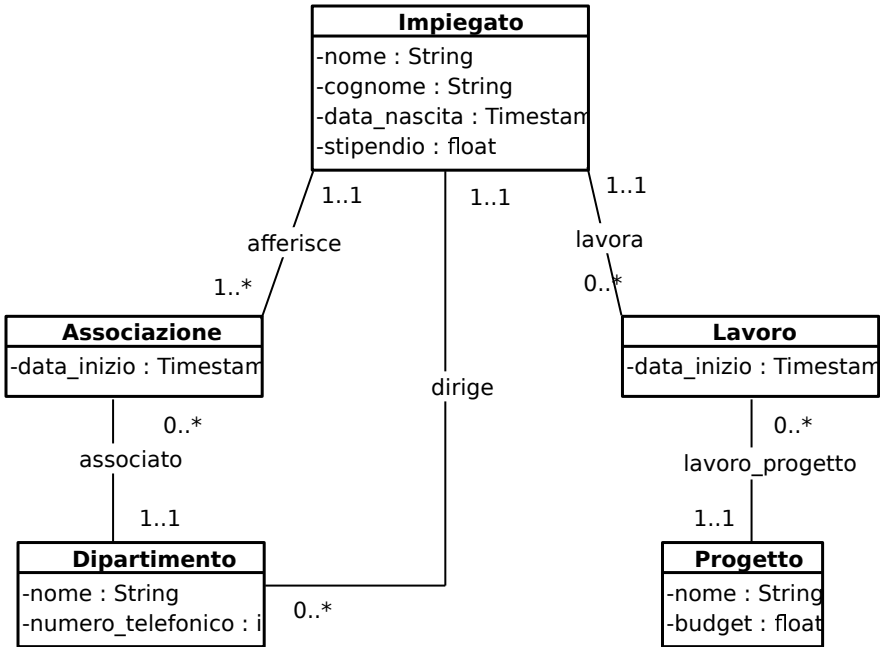 Impiegato
-nome : String
-cognome : String
-data_nascita : Timestam
-stipendio : float
1..1
1..1
1..1
afferisce
lavora
1..*
0..*
Associazione
-data_inizio : Timestam
Lavoro
-data_inizio : Timestam
dirige
0..*
associato
1..1
0..*
lavoro_progetto
1..1
Dipartimento
-nome : String
-numero_telefonico : i
0..*
Progetto
-nome : String
-budget : float